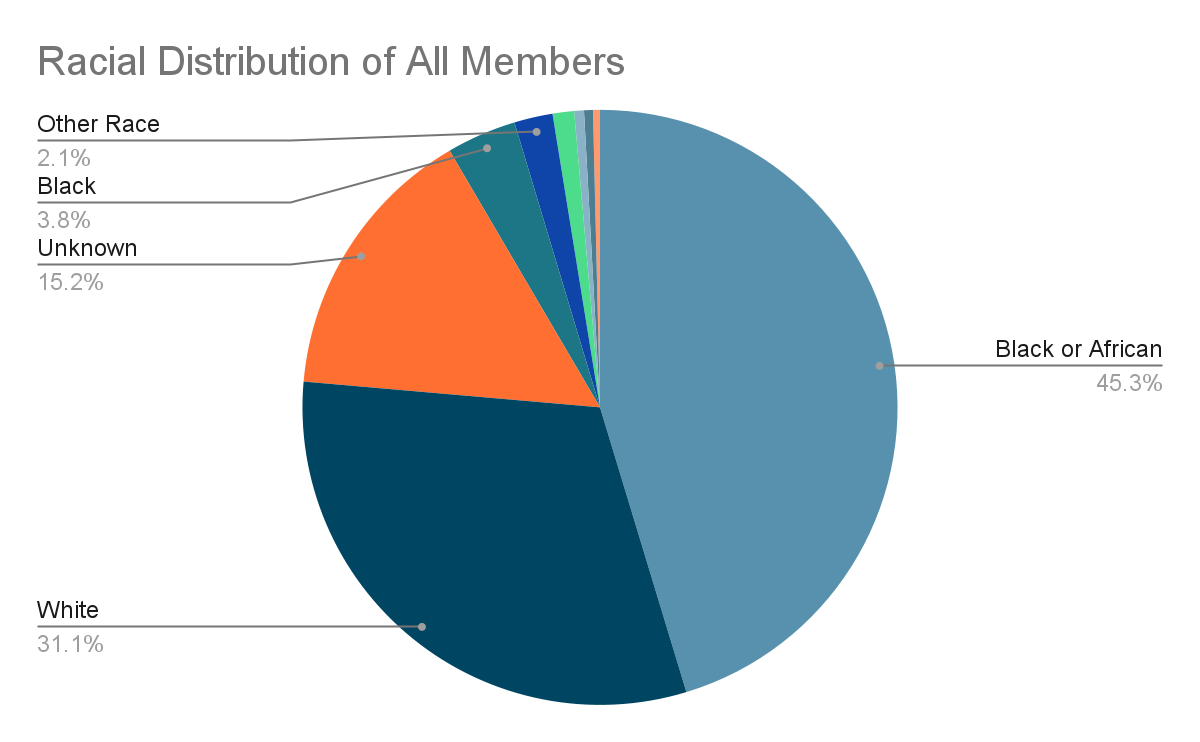 Racial Distribution of All Members
Other Race
2.1%
Black
3.8%
Unknown
15.2%
White
31.1%
Black or African
45.3%